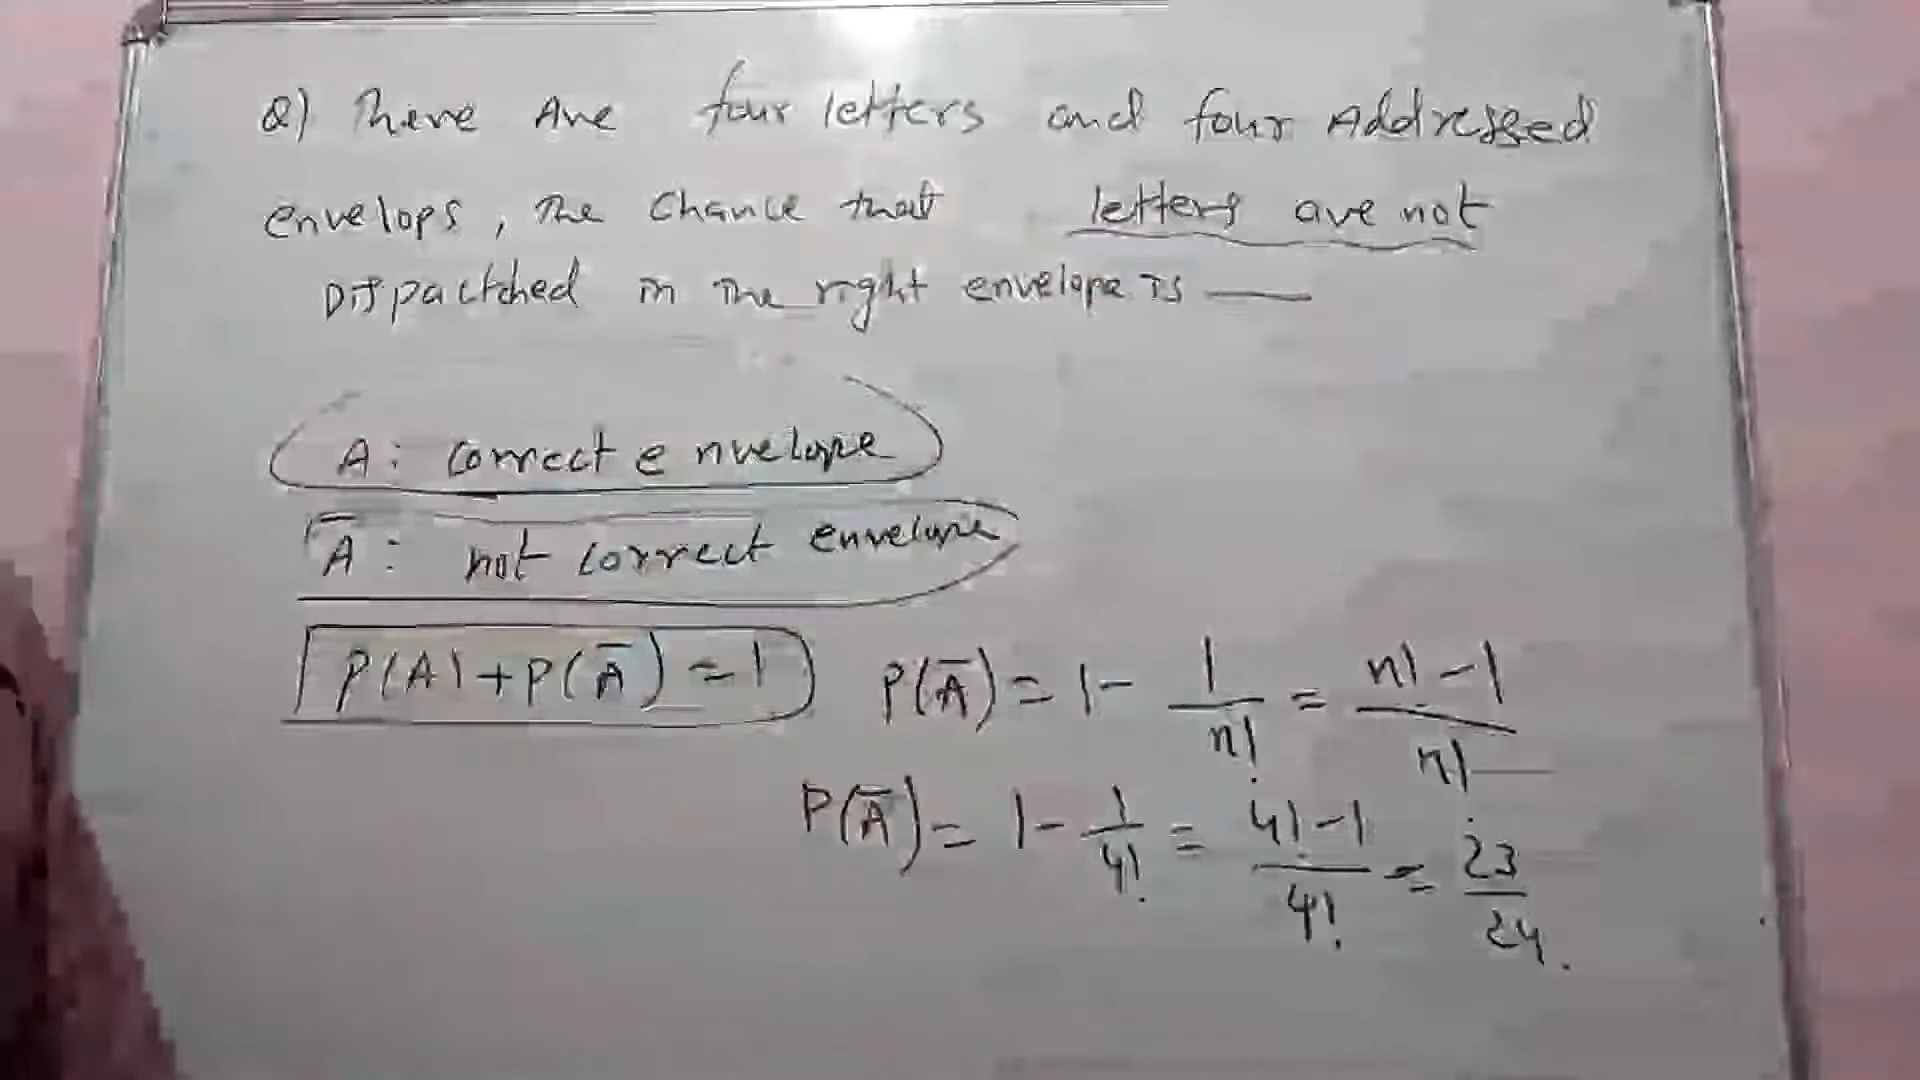 Q) There Are four letters and four Addressed
envelops, The chance that letters are not
Dispactched in the right envelope is ___
A: correct envelope
A̅: not correct envelope
P(A)+P(A̅)=1
P(A̅)=1-1/n!=(n!-1)/n!
P(A̅)=1-1/4!=(4!-1)/4!=23/24.